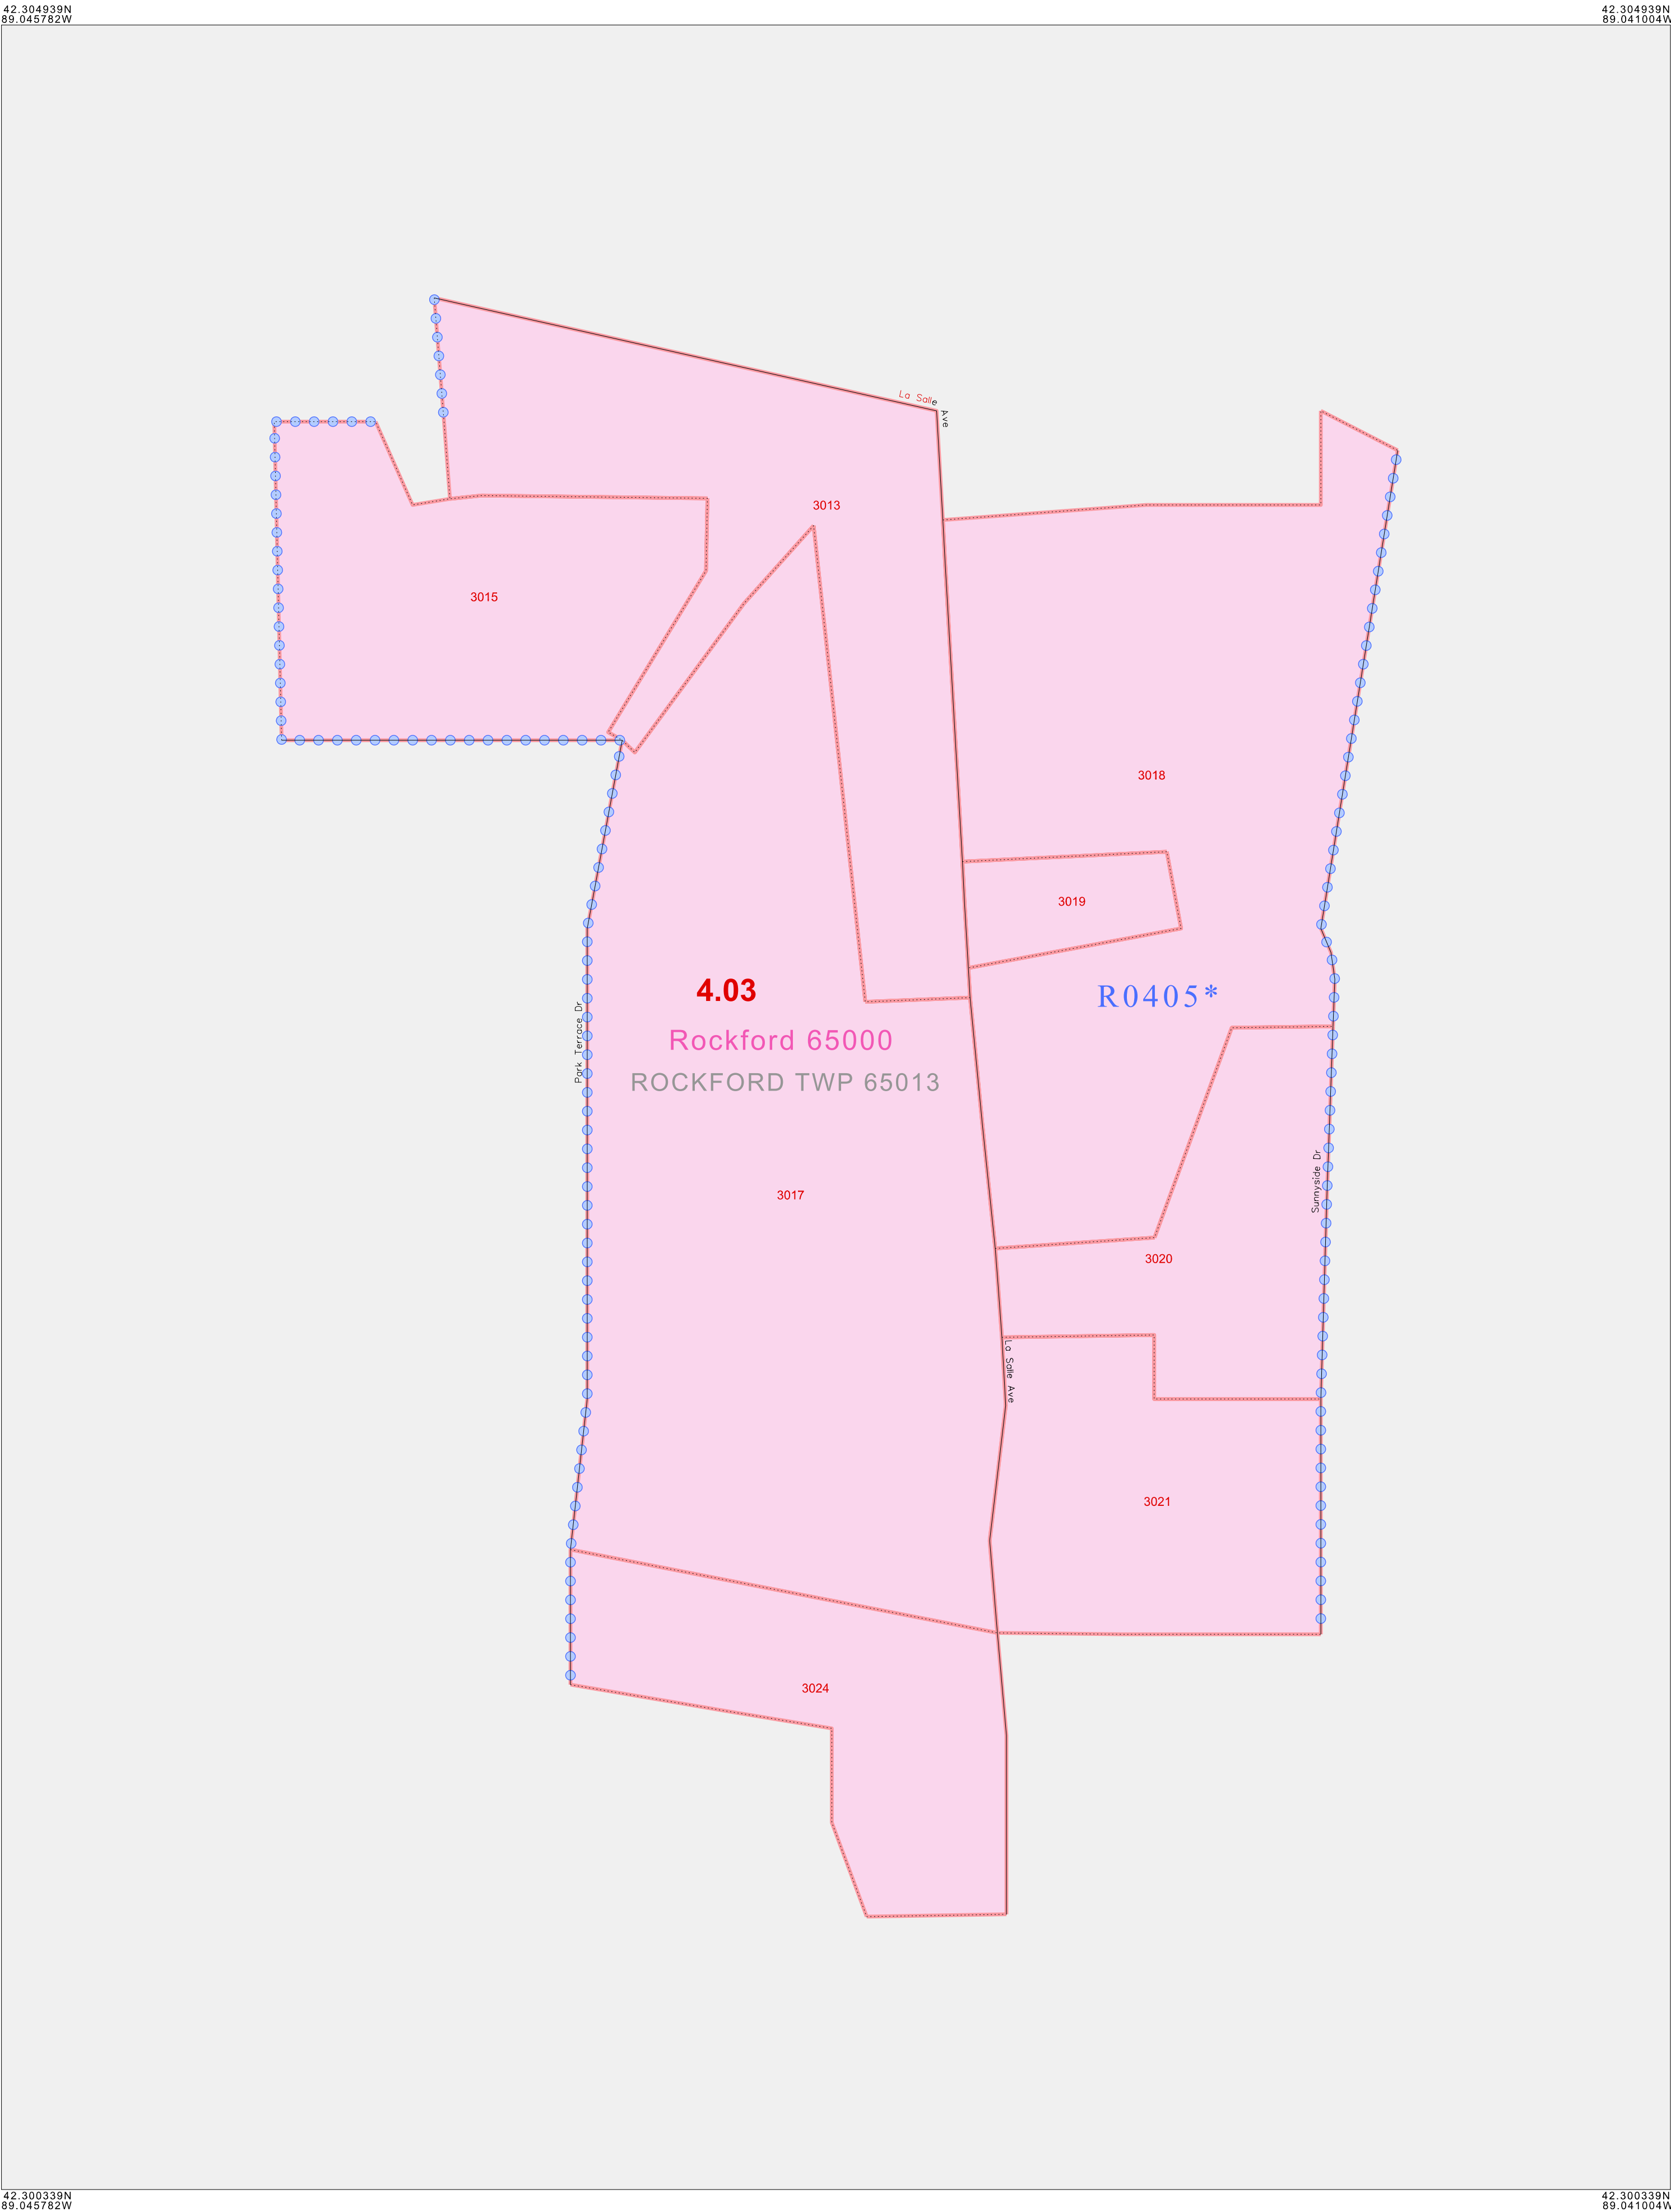 42.304939N
89.045782W
42.304939N
89.041004W
La Salle Ave
3013
3015
3018
3019
4.03
R0405*
Rockford 65000
ROCKFORD TWP 65013
Park Terrace Dr
3017
Sunnyside Dr
3020
La Salle Ave
3021
3024
42.300339N
89.045782W
42.300339N
89.041004W